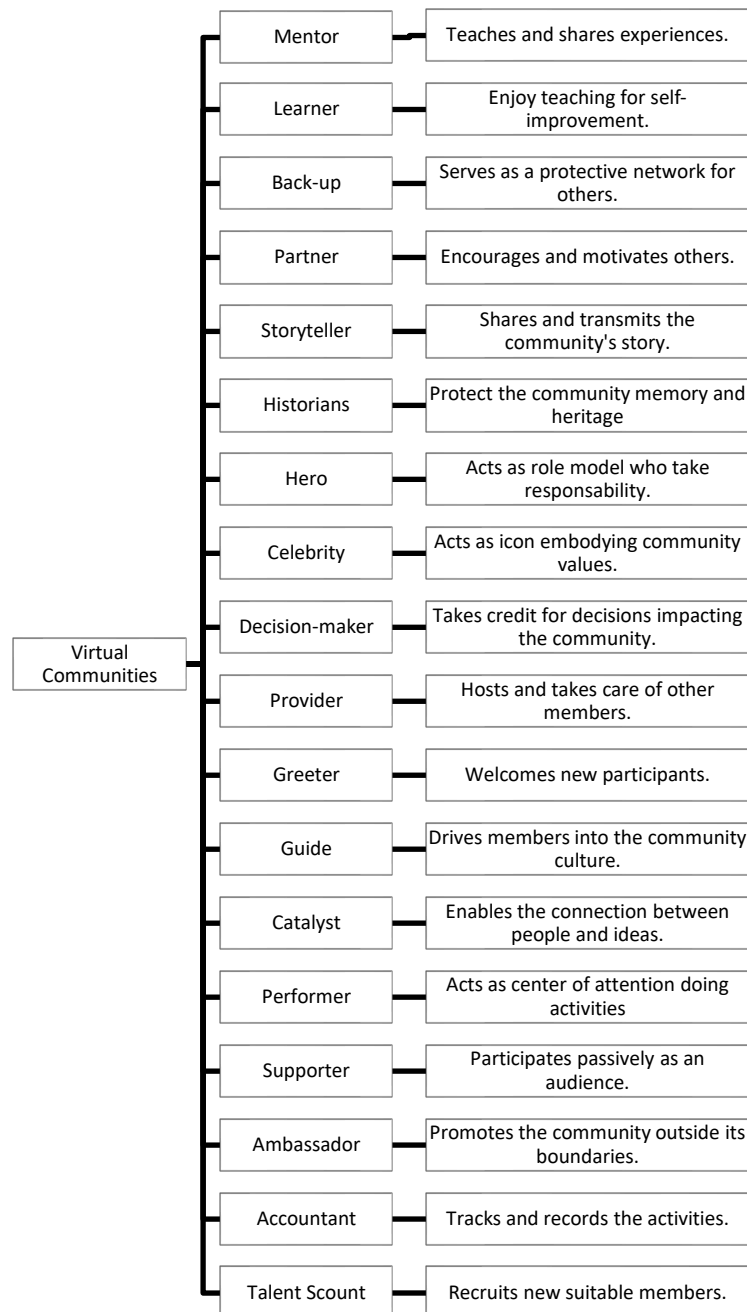 Mentor
Teaches and shares experiences.
Learner
Enjoy teaching for self-
improvement.
Back-up
Serves as a protective network for
others.
Partner
Encourages and motivates others.
Storyteller
Shares and transmits the
community's story.
Historians
Protect the community memory and
heritage
Hero
Acts as role model who take
responsability.
Celebrity
Acts as icon embodying community
values.
Virtual
Communities
Decision-maker
Takes credit for decisions impacting
the community.
Provider
Hosts and takes care of other
members.
Greeter
Welcomes new participants.
Guide
Drives members into the community
culture.
Catalyst
Enables the connection between
people and ideas.
Performer
Acts as center of attention doing
activities
Supporter
Participates passively as an
audience.
Ambassador
Promotes the community outside its
boundaries.
Accountant
Tracks and records the activities.
Talent Scount
Recruits new suitable members.